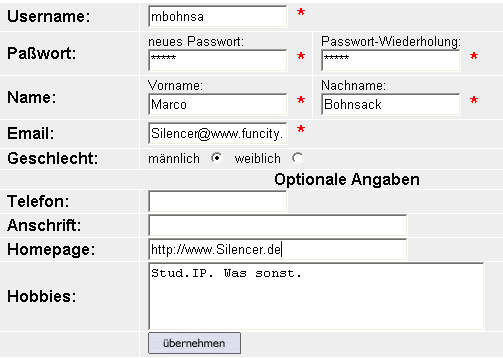 Username: mbohnsa *
neues Passwort: Passwort-Wiederholung:
Paßwort: ***** * ***** *
Vorname: Nachname:
Name: Marco * Bohnsack *
Email: Silencer@www.funcity. *
Geschlecht: männlich weiblich
Optionale Angaben
Telefon:
Anschrift:
Homepage: http://www.Silencer.de
Stud.IP. Was sonst.
Hobbies:
übernehmen